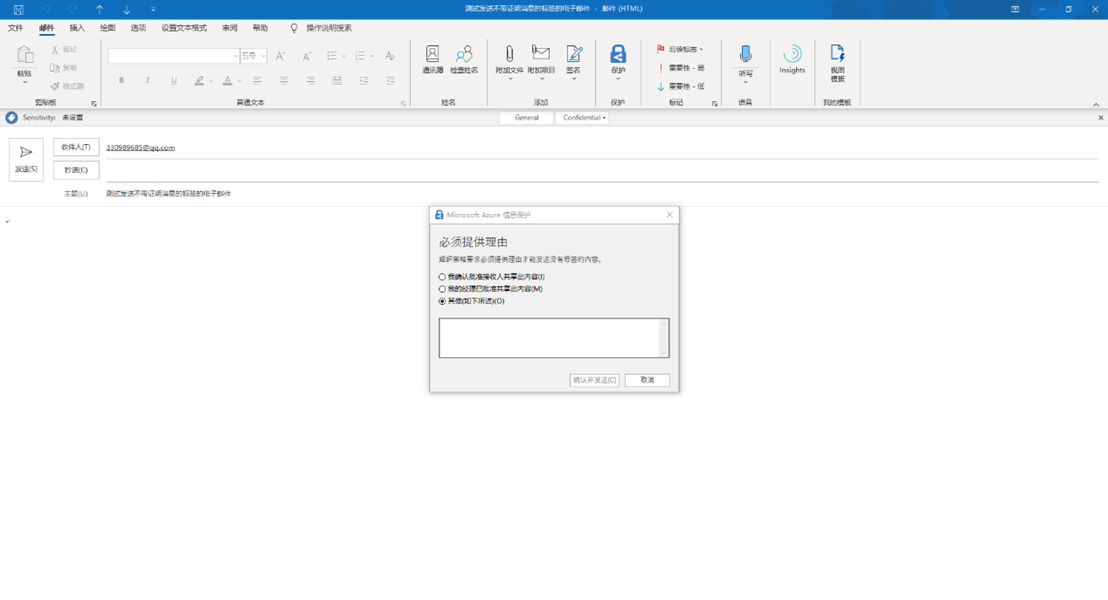 测试发送不带证明消息的标签的电子邮件 - 邮件 (HTML)
文件 邮件 插入 绘图 选项 设置文本格式 审阅 帮助 操作说明搜索
粘贴
剪切
复制
格式刷
剪贴板
五号
B I U
普通文本
通讯簿 检查姓名
姓名
附加文件 附加项目 签名
添加
保护
保护
后续标志
重要性 - 高
重要性 - 低
标记
听写
语音
Insights
视图
模板
我的模板
Sensitivity: 未设置 General Confidential
发送(S)
收件人(T) 330989685@qq.com
抄送(C)
主题(U) 测试发送不带证明消息的标签的电子邮件
Microsoft Azure 信息保护
必须提供理由
组织策略要求必须提供理由才能发送没有标签的内容。
我确认批准接收人共享此内容(I)
我的经理已批准共享此内容(M)
其他(如下所述)(O)
确认并发送(C) 取消